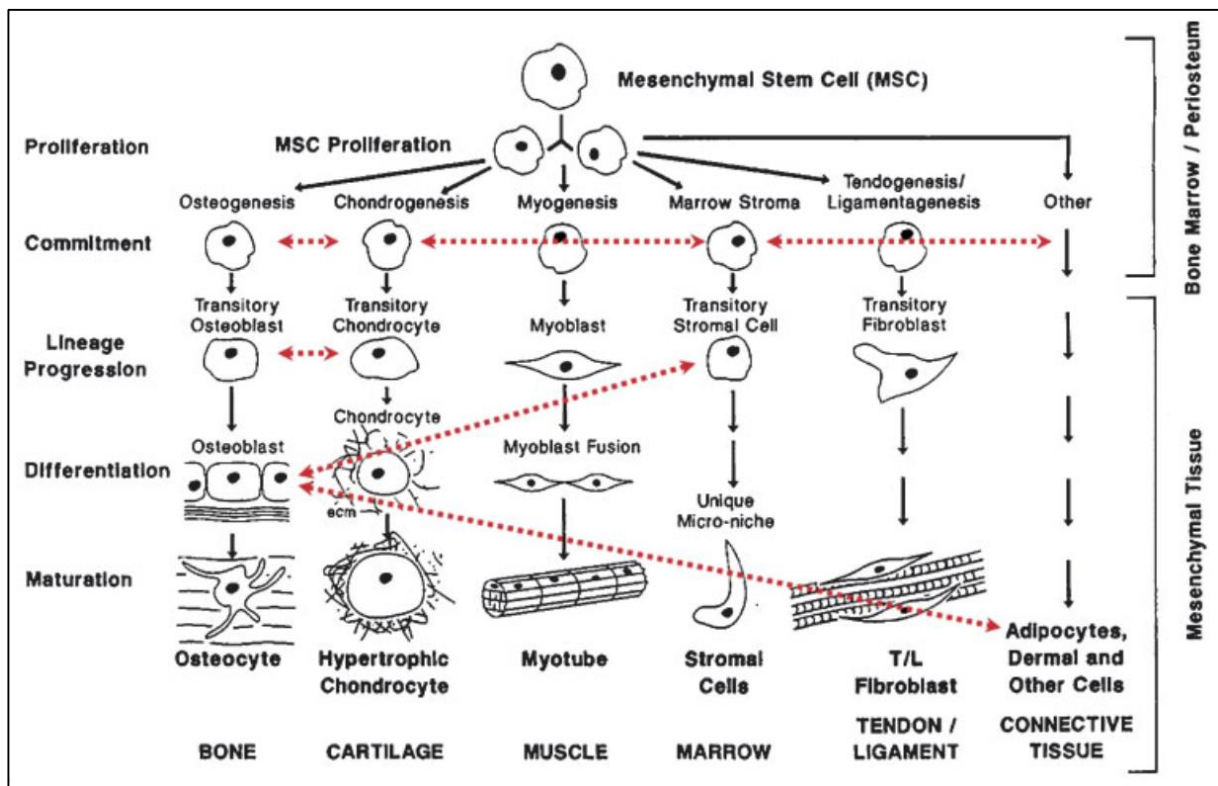 Mesenchymal Stem Cell (MSC)
Proliferation
MSC Proliferation
Osteogenesis
Chondrogenesis
Myogenesis
Marrow Stroma
Tendogenesis/
Ligamentagenesis
Other
Commitment
Transitory
Osteoblast
Transitory
Chondrocyte
Myoblast
Transitory
Stromal Cell
Transitory
Fibroblast
Lineage
Progression
Chondrocyte
Osteoblast
Myoblast Fusion
Differentiation
ecm
Unique
Micro-niche
Maturation
Osteocyte
Hypertrophic
Chondrocyte
Myotube
Stromal
Cells
T/L
Fibroblast
Adipocytes,
Dermal and
Other Cells
BONE
CARTILAGE
MUSCLE
MARROW
TENDON /
LIGAMENT
CONNECTIVE
TISSUE
Bone Marrow / Periosteum
Mesenchymal Tissue